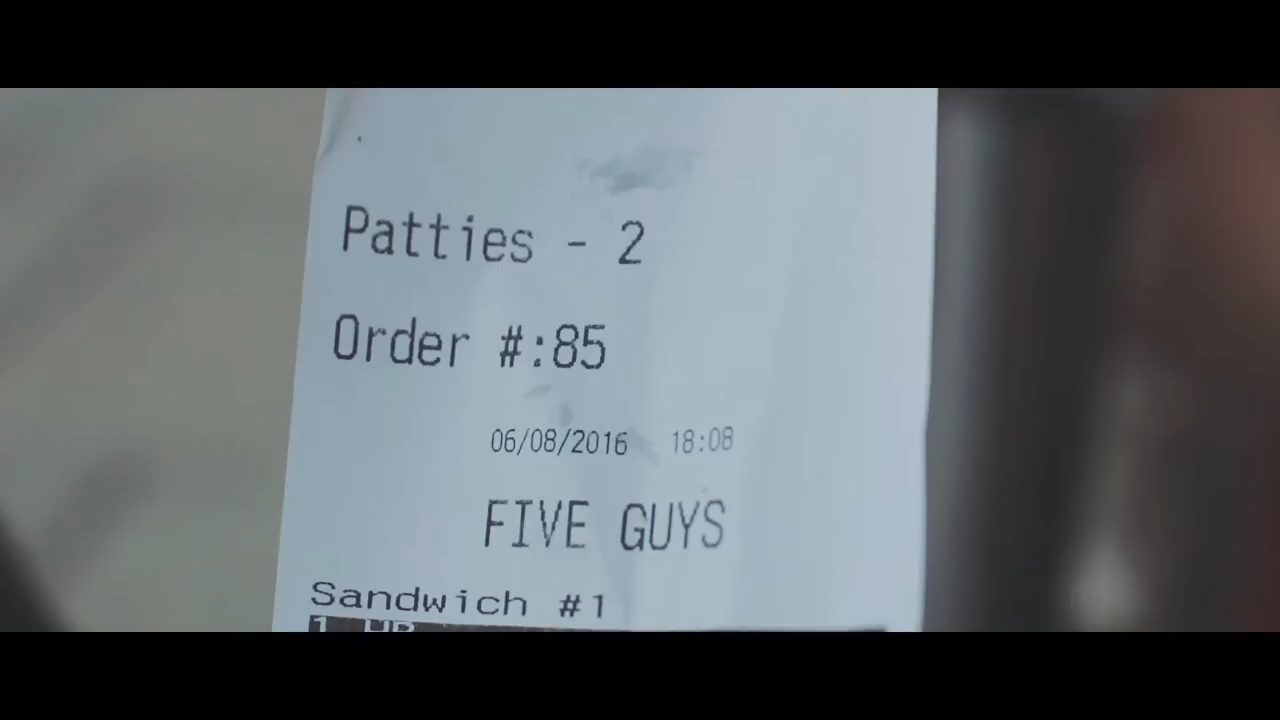 Patties - 2
Order #:85
06/08/2016 18:08
FIVE GUYS
Sandwich #1